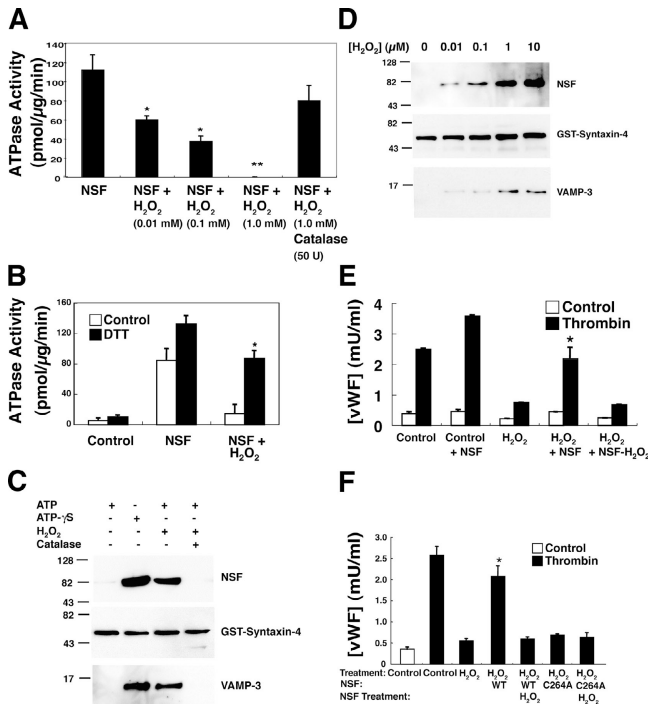 A
ATPase Activity
(pmol/µg/min)
140
120
100
80
60
40
20
0
*
*
**
NSF NSF + NSF + NSF + NSF +
H2O2 H2O2 H2O2 H2O2
(0.01 mM) (0.1 mM) (1.0 mM) (1.0 mM)
Catalase
(50 U)
B
ATPase Activity
(pmol/µg/min)
160
120
80
40
0
Control
DTT
*
Control NSF NSF +
H2O2
C
ATP + - + +
ATP-γS - + - -
H2O2 - - + +
Catalase - - - +
128
82
43
NSF
82
43
GST-Syntaxin-4
17
VAMP-3
D
[H2O2] (µM) 0 0.01 0.1 1 10
128
82
43
NSF
82
43
GST-Syntaxin-4
17
VAMP-3
E
[vWF] (mU/ml)
4
3
2
1
0
Control
Thrombin
*
Control Control H2O2 H2O2 H2O2
+ NSF + NSF + NSF-H2O2
F
[vWF] (mU/ml)
3.0
2.5
2.0
1.5
1.0
0.5
0.0
Control
Thrombin
*
Treatment: Control Control H2O2 H2O2 H2O2 H2O2 H2O2
NSF: WT WT C264A C264A
NSF Treatment: H2O2 H2O2